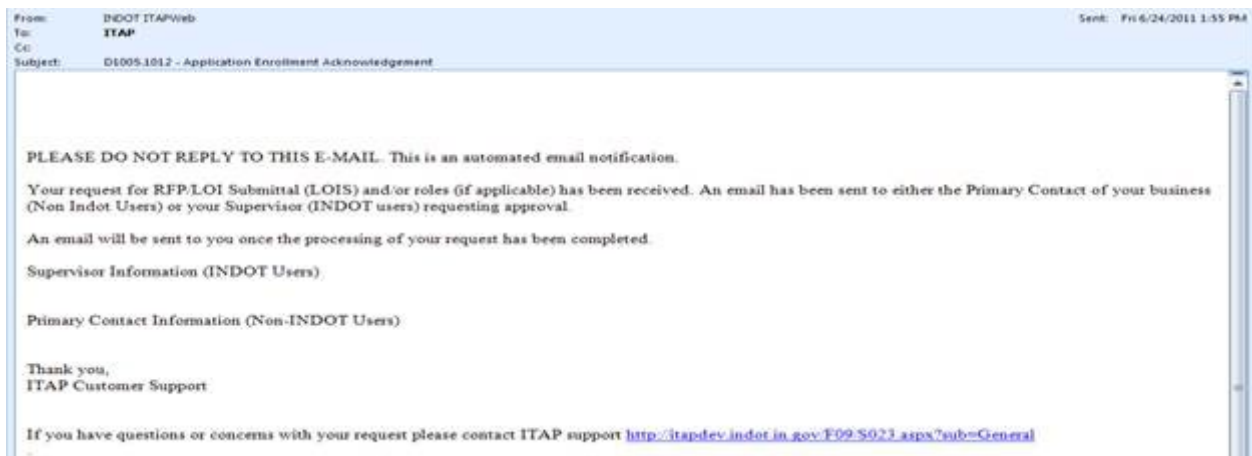 From: INDOT ITAPWeb Sent: Fri 6/24/2011 1:55 PM
To: ITAP
Cc:
Subject: D1005.1012 - Application Enrollment Acknowledgement
PLEASE DO NOT REPLY TO THIS E-MAIL. This is an automated email notification.
Your request for RFP/LOI Submittal (LOIS) and/or roles (if applicable) has been received. An email has been sent to either the Primary Contact of your business
(Non Indot Users) or your Supervisor (INDOT users) requesting approval.
An email will be sent to you once the processing of your request has been completed.
Supervisor Information (INDOT Users)
Primary Contact Information (Non-INDOT Users)
Thank you,
ITAP Customer Support
If you have questions or concerns with your request please contact ITAP support http://itapdev.indot.in.gov/F09/S023.aspx?sub=General